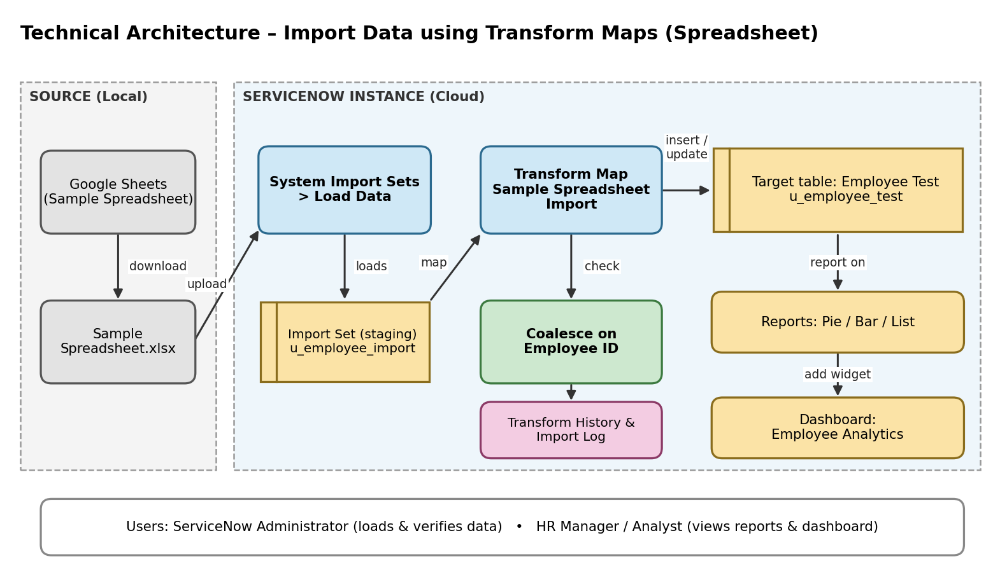 Technical Architecture – Import Data using Transform Maps (Spreadsheet)
SOURCE (Local)
Google Sheets
(Sample Spreadsheet)
download
upload
Sample
Spreadsheet.xlsx
SERVICENOW INSTANCE (Cloud)
System Import Sets
> Load Data
loads
Import Set (staging)
u_employee_import
map
Transform Map
Sample Spreadsheet
Import
check
Coalesce on
Employee ID
Transform History &
Import Log
insert /
update
Target table: Employee Test
u_employee_test
report on
Reports: Pie / Bar / List
add widget
Dashboard:
Employee Analytics
Users: ServiceNow Administrator (loads & verifies data) • HR Manager / Analyst (views reports & dashboard)